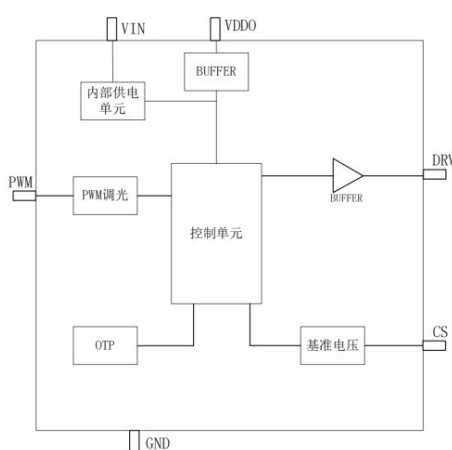 VIN
VDDO
BUFFER
内部供电
单元
PWM
PWM调光
控制单元
DRV
BUFFER
OTP
基准电压
CS
GND